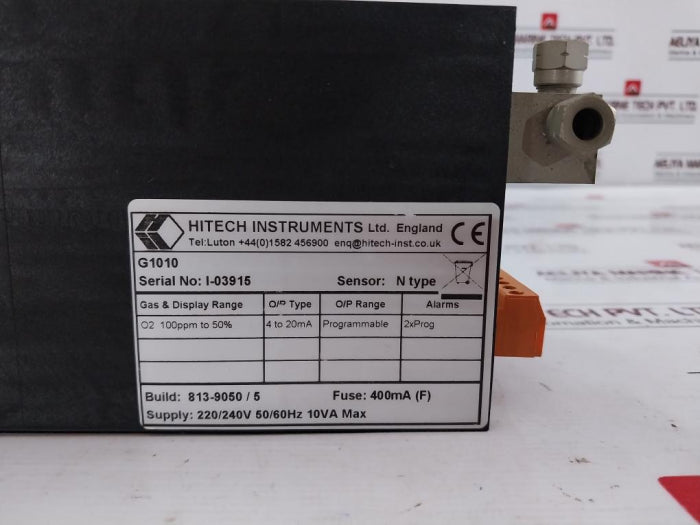 HITECH INSTRUMENTS Ltd. England
Tel:Luton +44(0)1582 456900 enq@hitech-inst.co.uk
CE
G1010
Serial No: I-03915 Sensor: N type
Gas & Display Range O/P Type O/P Range Alarms
O2 100ppm to 50% 4 to 20mA Programmable 2xProg
Build: 813-9050 / 5 Fuse: 400mA (F)
Supply: 220/240V 50/60Hz 10VA Max